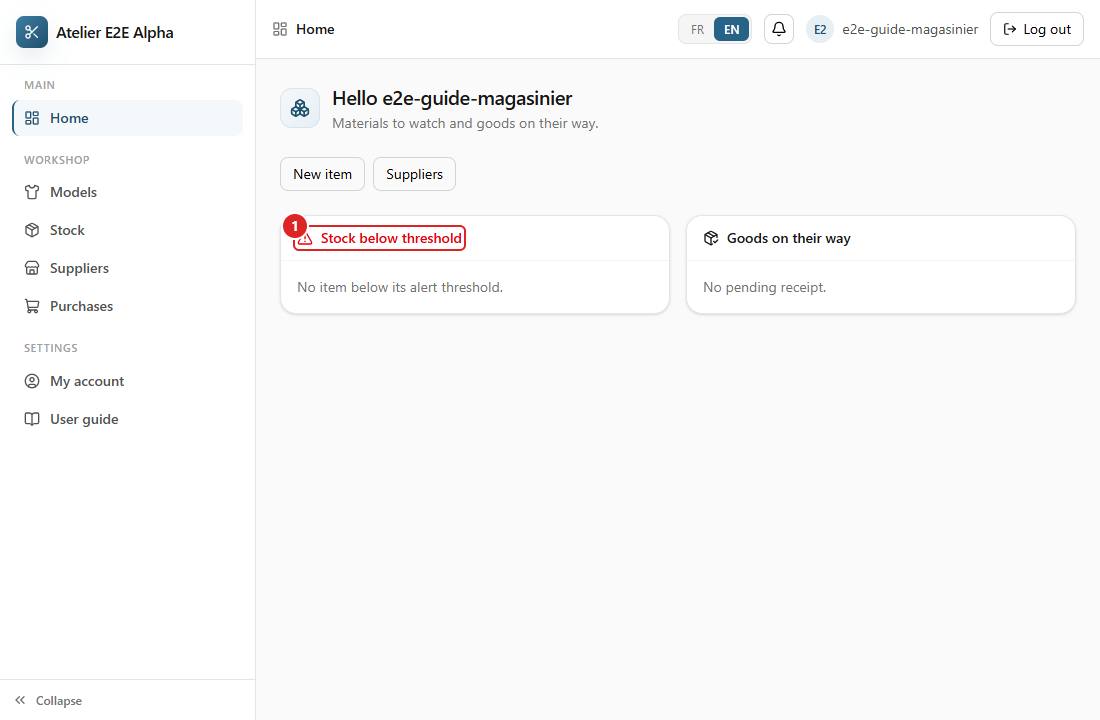 Atelier E2E Alpha
MAIN
Home
WORKSHOP
Models
Stock
Suppliers
Purchases
SETTINGS
My account
User guide
Collapse
Home
FR EN
E2 e2e-guide-magasinier
Log out
Hello e2e-guide-magasinier
Materials to watch and goods on their way.
New item
Suppliers
1
Stock below threshold
No item below its alert threshold.
Goods on their way
No pending receipt.